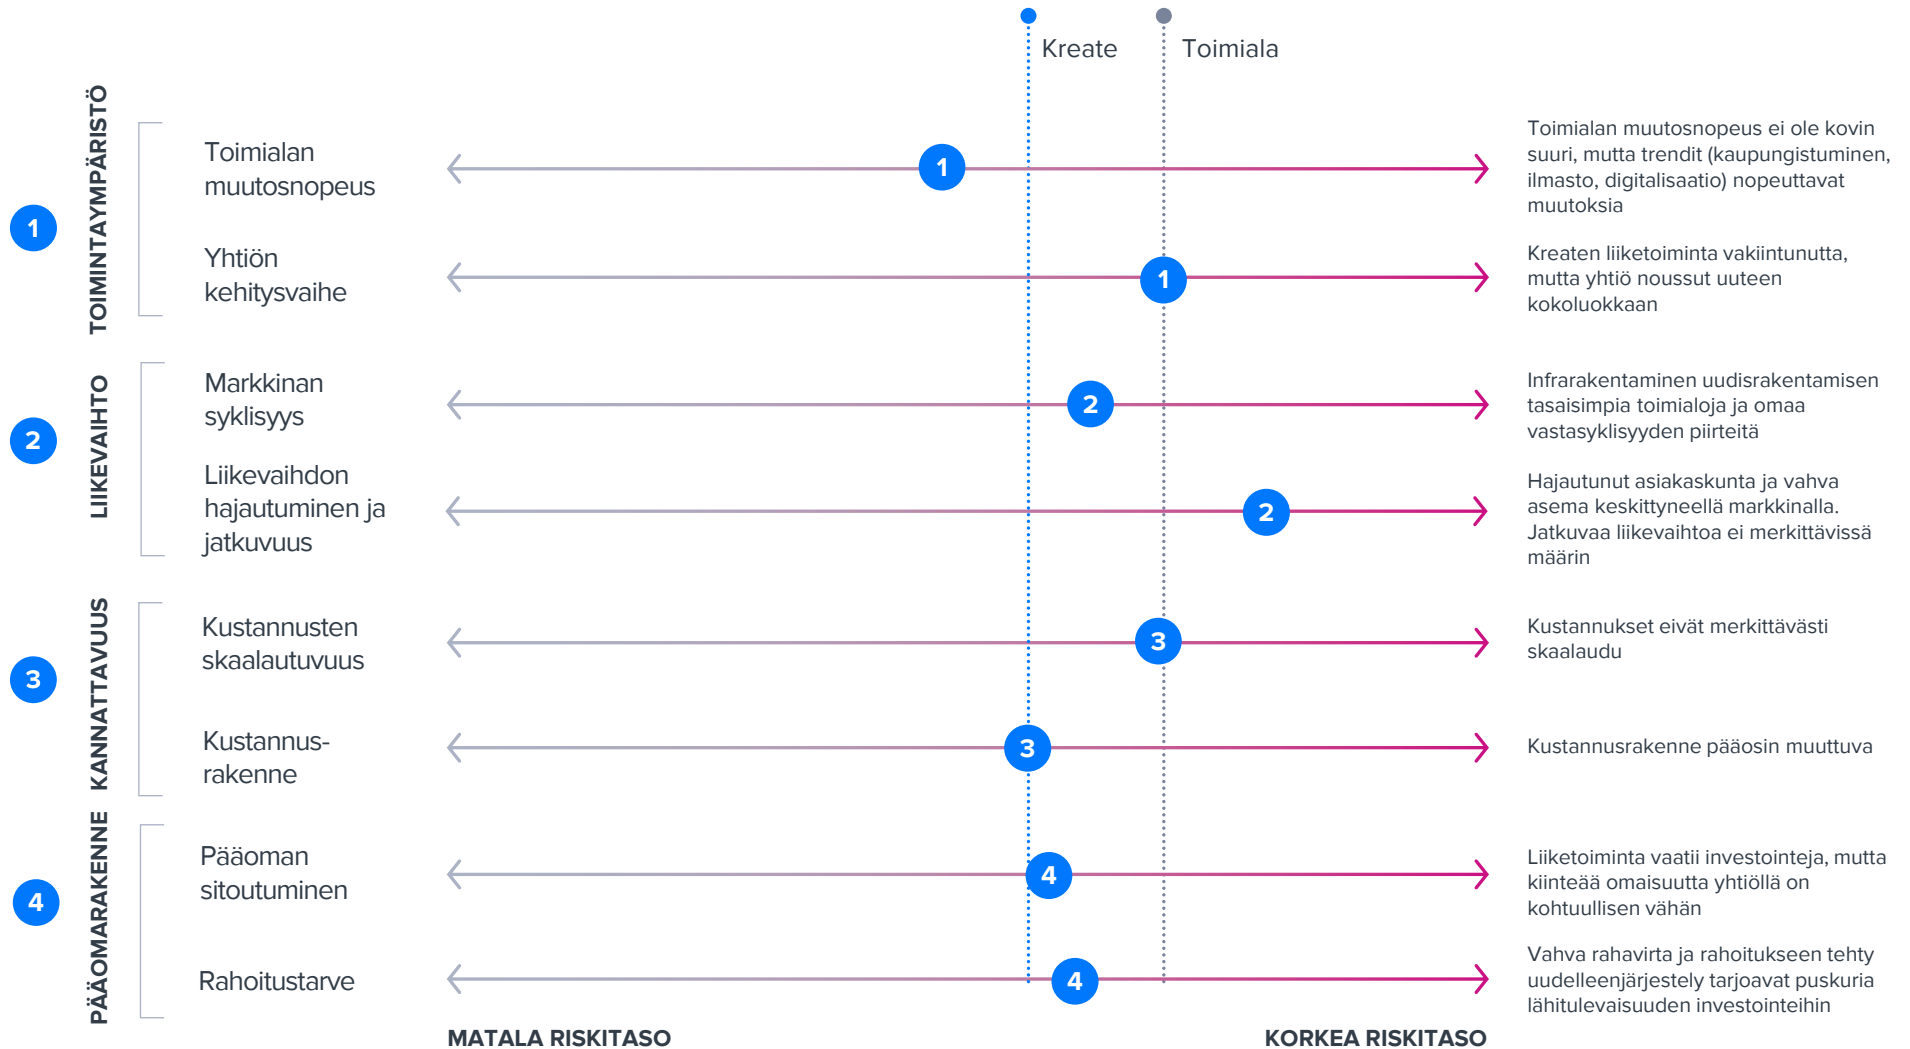 Kreate
Toimiala
TOIMINTAYMPÄRISTÖ
1
Toimialan
muutosnopeus
1
Toimialan muutosnopeus ei ole kovin
suuri, mutta trendit (kaupungistuminen,
ilmasto, digitalisaatio) nopeuttavat
muutoksia
Yhtiön
kehitysvaihe
1
Kreaten liiketoiminta vakiintunutta,
mutta yhtiö noussut uuteen
kokoluokkaan
LIIKEVAIHTO
2
Markkinan
syklisyys
2
Infrarakentaminen uudisrakentamisen
tasaisimpia toimialoja ja omaa
vastasyklisyyden piirteitä
Liikevaihdon
hajautuminen ja
jatkuvuus
2
Hajautunut asiakaskunta ja vahva
asema keskittyneellä markkinalla.
Jatkuvaa liikevaihtoa ei merkittävissä
määrin
KANNATTAVUUS
3
Kustannusten
skaalautuvuus
3
Kustannukset eivät merkittävästi
skaalaudu
Kustannus-
rakenne
3
Kustannusrakenne pääosin muuttuva
PÄÄOMARAKENNE
4
Pääoman
sitoutuminen
4
Liiketoiminta vaatii investointeja, mutta
kiinteää omaisuutta yhtiöllä on
kohtuullisen vähän
Rahoitustarve
4
Vahva rahavirta ja rahoitukseen tehty
uudelleenjärjestely tarjoavat puskuria
lähitulevaisuuden investointeihin
MATALA RISKITASO
KORKEA RISKITASO